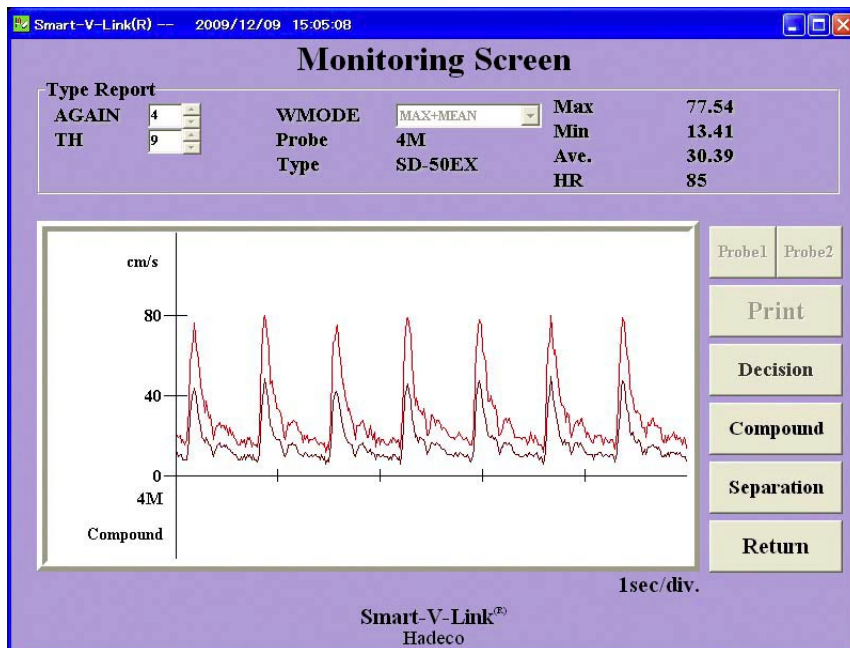 Smart-V-Link(R) -- 2009/12/09 15:05:08
Monitoring Screen
Type Report
AGAIN 4 WMODE MAX+MEAN Max 77.54
TH 9 Probe 4M Min 13.41
Type SD-50EX Ave. 30.39
HR 85
cm/s
80
40
0
4M
Compound
Probe1 Probe2
Print
Decision
Compound
Separation
Return
1sec/div.
Smart-V-Link(R)
Hadeco